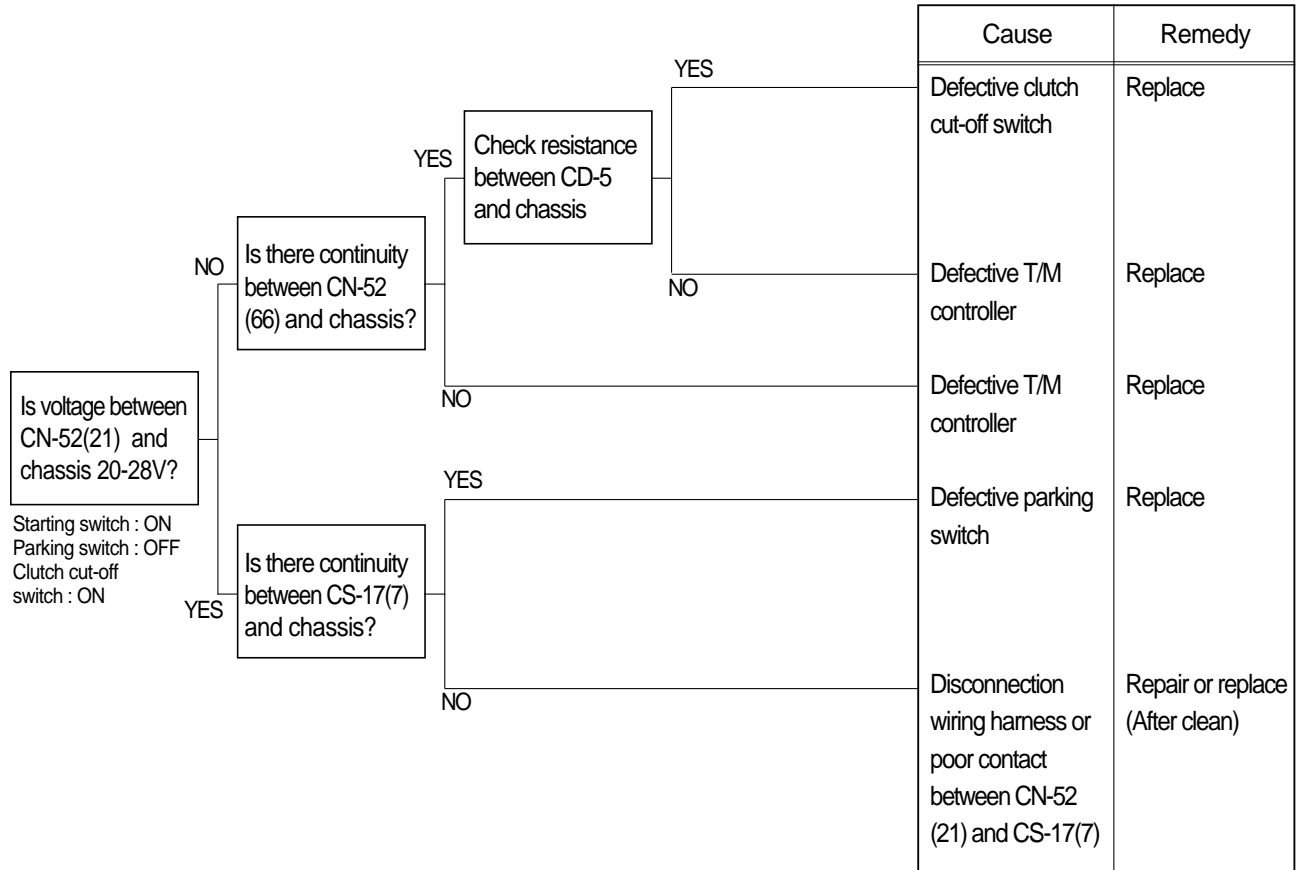 Cause
Remedy
YES
Defective clutch
cut-off switch
Replace
YES
Check resistance
between CD-5
and chassis
NO
Is there continuity
between CN-52
(66) and chassis?
NO
Defective T/M
controller
Replace
Is voltage between
CN-52(21) and
chassis 20-28V?
NO
Defective T/M
controller
Replace
Starting switch : ON
Parking switch : OFF
Clutch cut-off
switch : ON
YES
Is there continuity
between CS-17(7)
and chassis?
YES
Defective parking
switch
Replace
NO
Disconnection
wiring harness or
poor contact
between CN-52
(21) and CS-17(7)
Repair or replace
(After clean)